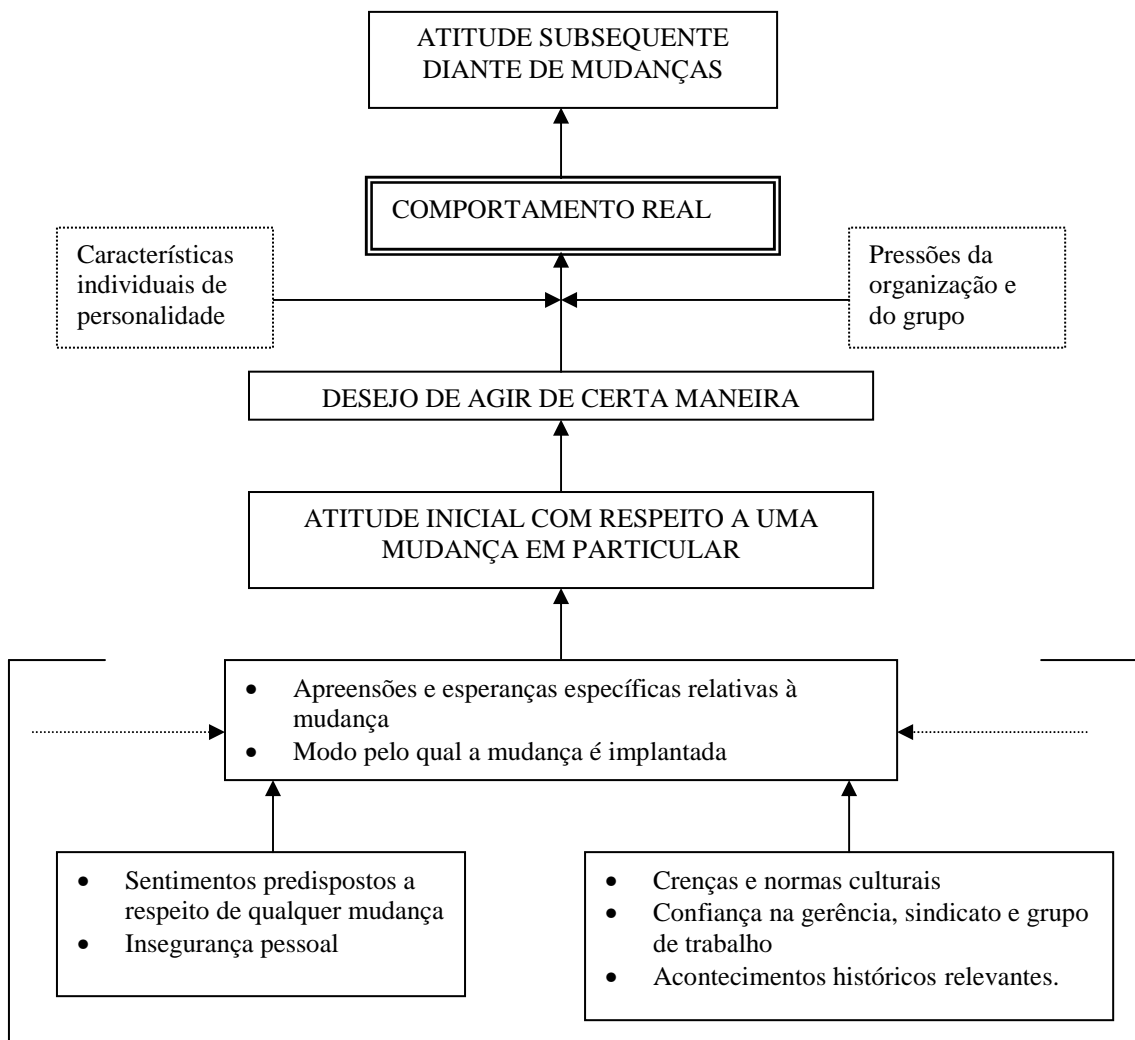 ATITUDE SUBSEQUENTE
DIANTE DE MUDANÇAS
COMPORTAMENTO REAL
Características
individuais de
personalidade
Pressões da
organização e
do grupo
DESEJO DE AGIR DE CERTA MANEIRA
ATITUDE INICIAL COM RESPEITO A UMA
MUDANÇA EM PARTICULAR
• Apreensões e esperanças específicas relativas à
mudança
• Modo pelo qual a mudança é implantada
• Sentimentos predispostos a
respeito de qualquer mudança
• Insegurança pessoal
• Crenças e normas culturais
• Confiança na gerência, sindicato e grupo
de trabalho
• Acontecimentos históricos relevantes.